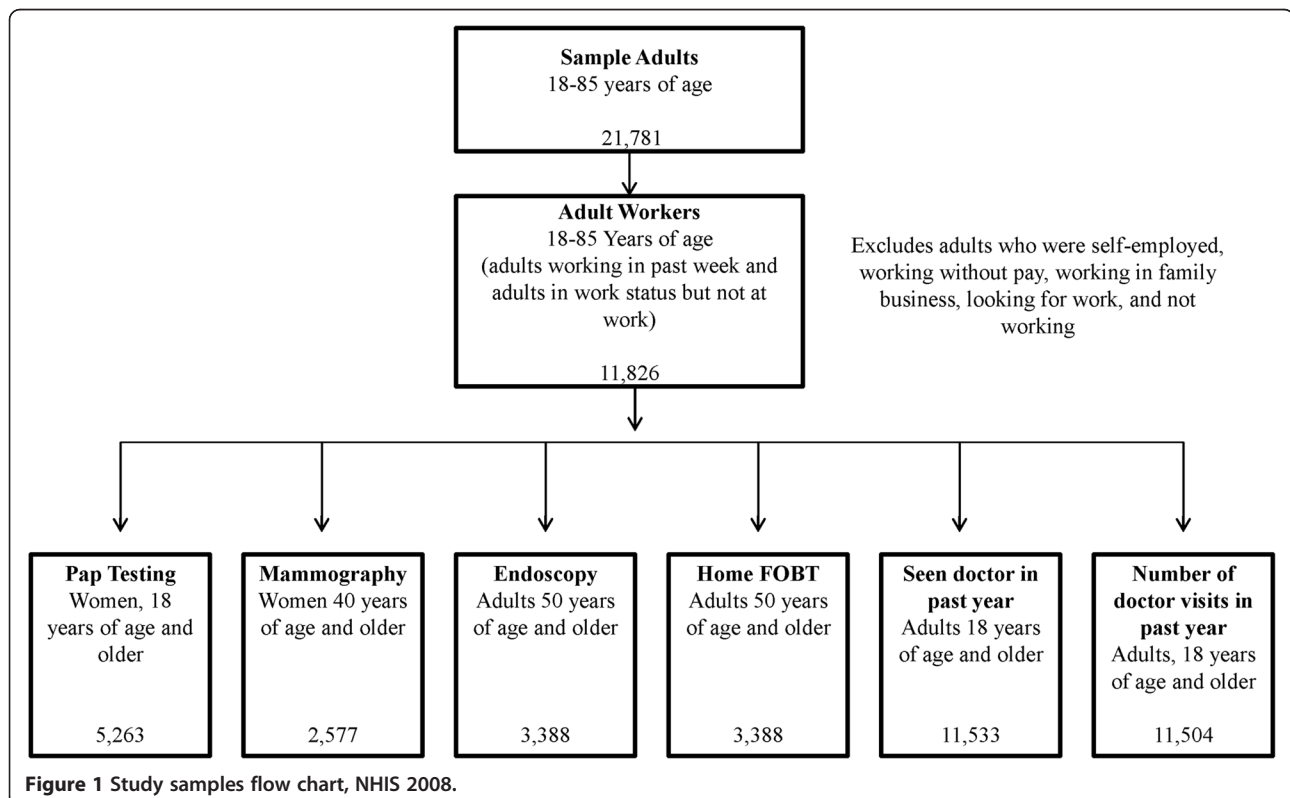 Sample Adults
18-85 years of age
21,781
Adult Workers
18-85 Years of age
(adults working in past week and
adults in work status but not at
work)
11,826
Excludes adults who were self-employed,
working without pay, working in family
business, looking for work, and not
working
Pap Testing
Women, 18
years of age and
older
5,263
Mammography
Women 40 years
of age and older
2,577
Endoscopy
Adults 50 years
of age and older
3,388
Home FOBT
Adults 50 years
of age and older
3,388
Seen doctor in
past year
Adults 18 years
of age and older
11,533
Number of
doctor visits in
past year
Adults, 18 years
of age and older
11,504
Figure 1 Study samples flow chart, NHIS 2008.